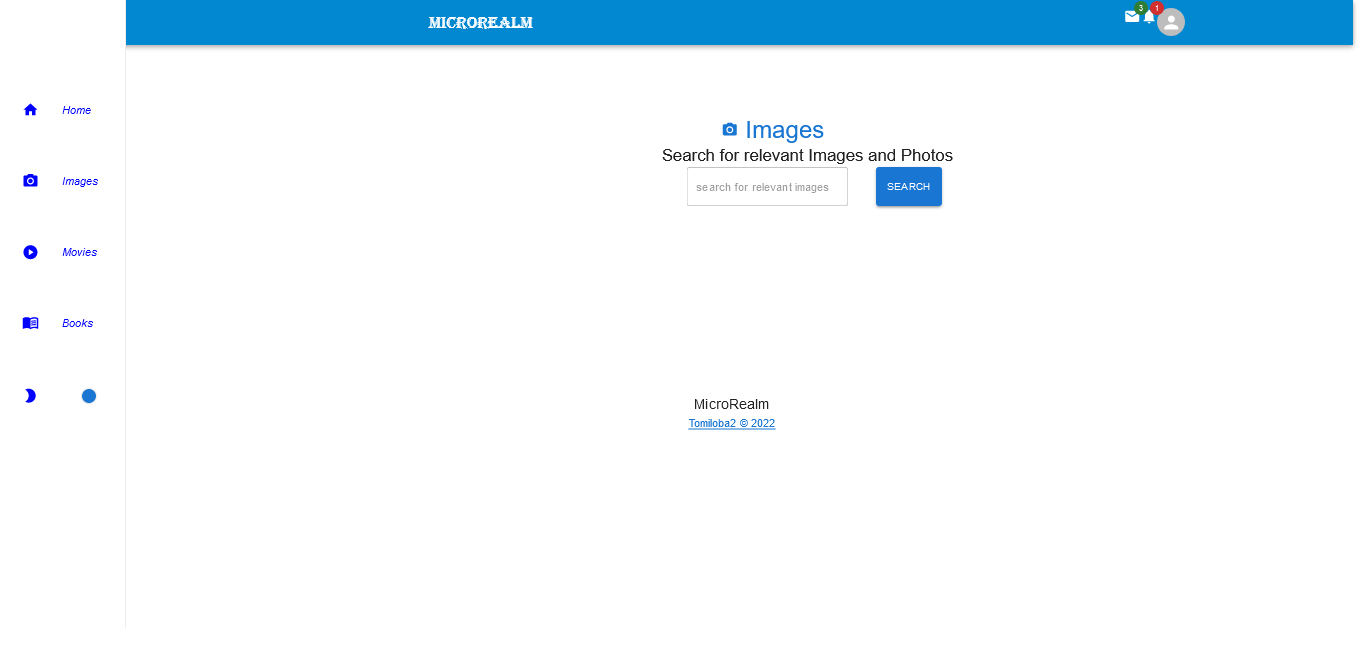 MICROREALM
3
1
Home
Images
Movies
Books
Images
Search for relevant Images and Photos
search for relevant images
SEARCH
MicroRealm
Tomiloba2 © 2022